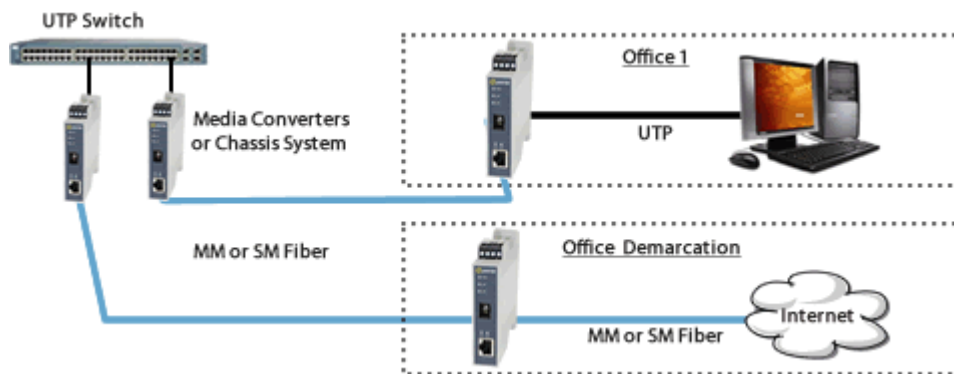 UTP Switch
Media Converters
or Chassis System
Office 1
UTP
MM or SM Fiber
Office Demarcation
Internet
MM or SM Fiber